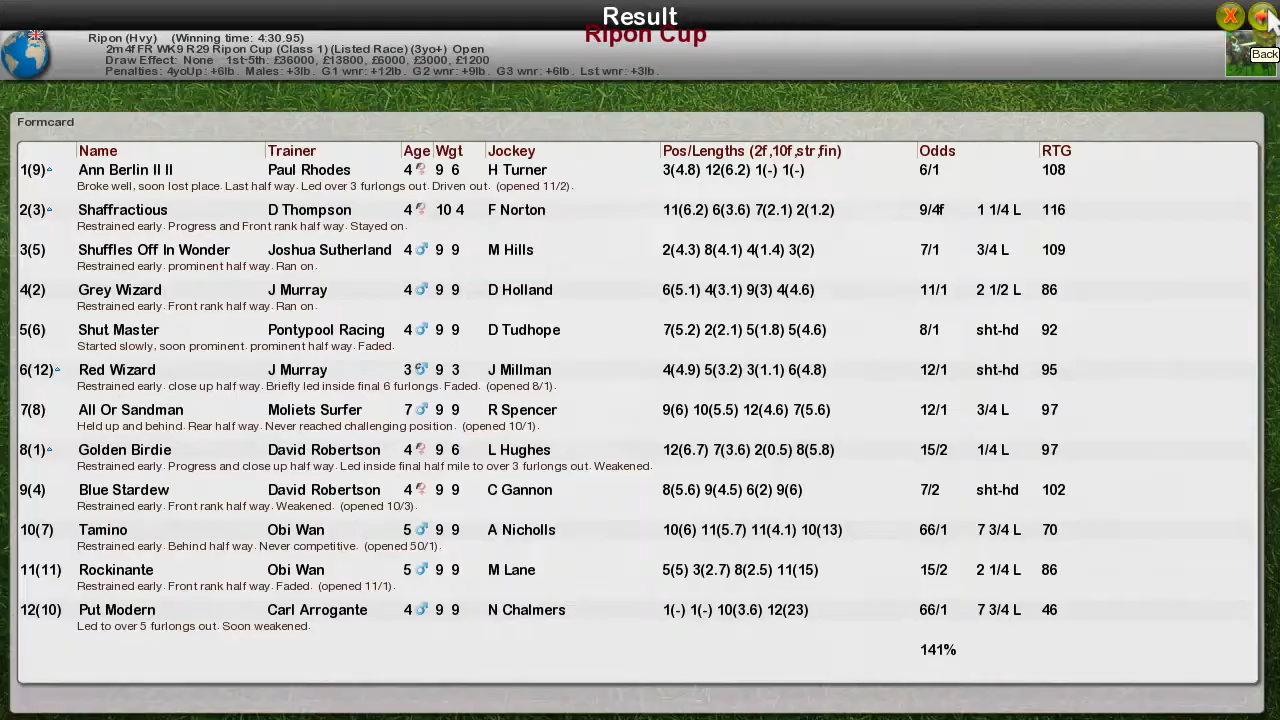 Result
Ripon Cup
Ripon (Hvy) (Winning time: 4:30.95)
2m4f FR WK9 R29 Ripon Cup (Class 1) (Listed Race) (3yo+) Open
Draw Effect: None 1st-5th: £36000, £13800, £6000, £3000, £1200
Penalties: 4yoUp: +6lb. Males: +3lb. G1 wnr: +12lb. G2 wnr: +9lb. G3 wnr: +6lb. Lst wnr: +3lb.
X
Back
Formcard
Name Trainer Age Wgt Jockey Pos/Lengths (2f,10f,str,fin) Odds RTG
1(9) Ann Berlin II II Paul Rhodes 4 9 6 H Turner 3(4.8) 12(6.2) 1(-) 1(-) 6/1 108
Broke well, soon lost place. Last half way. Led over 3 furlongs out. Driven out. (opened 11/2).
2(3) Shaffractious D Thompson 4 10 4 F Norton 11(6.2) 6(3.6) 7(2.1) 2(1.2) 9/4f 1 1/4 L 116
Restrained early. Progress and Front rank half way. Stayed on.
3(5) Shuffles Off In Wonder Joshua Sutherland 4 9 9 M Hills 2(4.3) 8(4.1) 4(1.4) 3(2) 7/1 3/4 L 109
Restrained early. prominent half way. Ran on.
4(2) Grey Wizard J Murray 4 9 9 D Holland 6(5.1) 4(3.1) 9(3) 4(4.6) 11/1 2 1/2 L 86
Restrained early. Front rank half way. Ran on.
5(6) Shut Master Pontypool Racing 4 9 9 D Tudhope 7(5.2) 2(2.1) 5(1.8) 5(4.6) 8/1 sht-hd 92
Started slowly, soon prominent. prominent half way. Faded.
6(12) Red Wizard J Murray 3 9 3 J Millman 4(4.9) 5(3.2) 3(1.1) 6(4.8) 12/1 sht-hd 95
Restrained early. close up half way. Briefly led inside final 6 furlongs. Faded. (opened 8/1).
7(8) All Or Sandman Moliets Surfer 7 9 9 R Spencer 9(6) 10(5.5) 12(4.6) 7(5.6) 12/1 3/4 L 97
Held up and behind. Rear half way. Never reached challenging position. (opened 10/1).
8(1) Golden Birdie David Robertson 4 9 6 L Hughes 12(6.7) 7(3.6) 2(0.5) 8(5.8) 15/2 1/4 L 97
Restrained early. Progress and close up half way. Led inside final half mile to over 3 furlongs out. Weakened.
9(4) Blue Stardew David Robertson 4 9 9 C Gannon 8(5.6) 9(4.5) 6(2) 9(6) 7/2 sht-hd 102
Restrained early. Front rank half way. Weakened. (opened 10/3).
10(7) Tamino Obi Wan 5 9 9 A Nicholls 10(6) 11(5.7) 11(4.1) 10(13) 66/1 7 3/4 L 70
Restrained early. Behind half way. Never competitive. (opened 50/1).
11(11) Rockinante Obi Wan 5 9 9 M Lane 5(5) 3(2.7) 8(2.5) 11(15) 15/2 2 1/4 L 86
Restrained early. Front rank half way. Faded. (opened 11/1).
12(10) Put Modern Carl Arrogante 4 9 9 N Chalmers 1(-) 1(-) 10(3.6) 12(23) 66/1 7 3/4 L 46
Led to over 5 furlongs out. Soon weakened.
141%